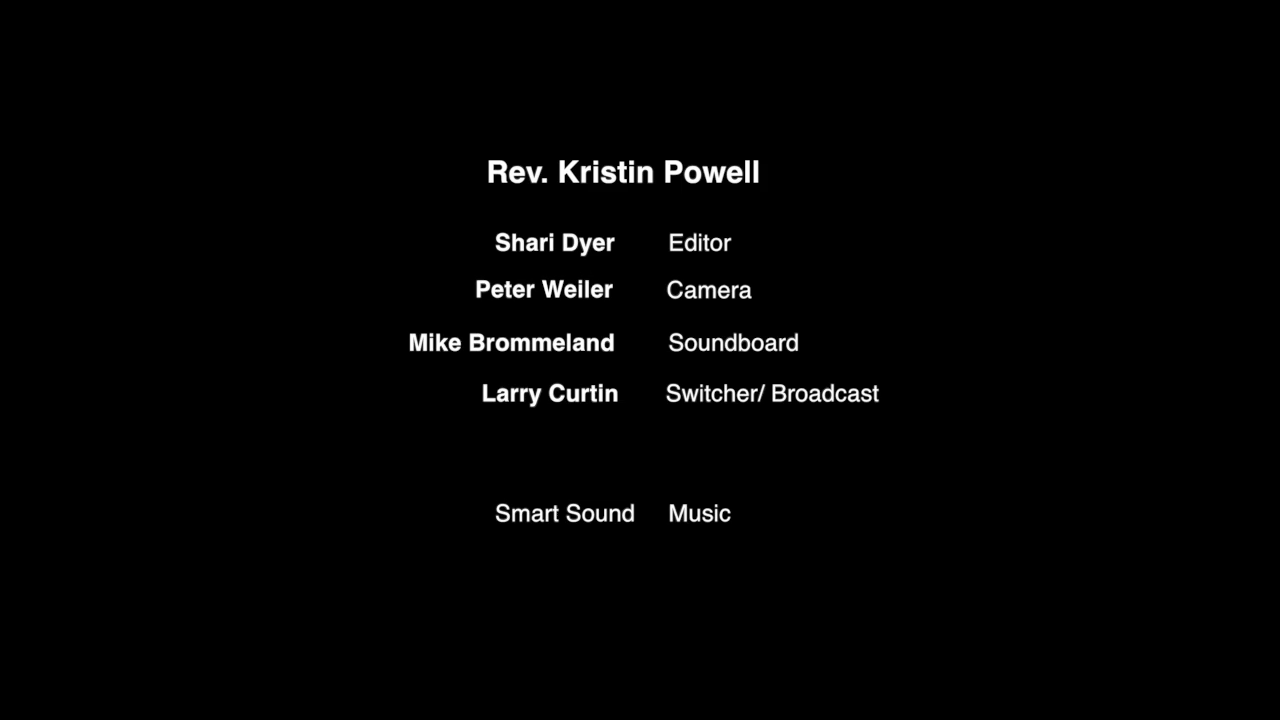 Rev. Kristin Powell
Shari Dyer Editor
Peter Weiler Camera
Mike Brommeland Soundboard
Larry Curtin Switcher/ Broadcast
Smart Sound Music